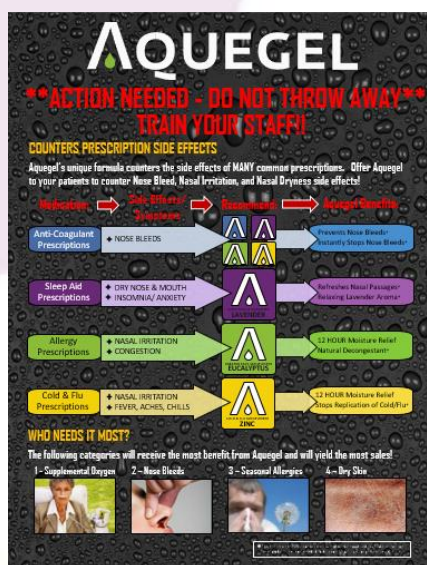 AQUEGEL
**ACTION NEEDED - DO NOT THROW AWAY**
TRAIN YOUR STAFF!!
COUNTERS PRESCRIPTION SIDE EFFECTS
Aquegel's unique formula counters the side effects of MANY common prescriptions. Offer Aquegel
to your patients to counter Nose Bleed, Nasal Irritation, and Nasal Dryness side effects!
Medication
Side Effects/
Symptoms
Recommend:
Aquegel Benefits
Anti-Coagulant
Prescriptions
NOSE BLEEDS
Prevents Nose Bleeds
Instantly Stops Nose Bleeds
Sleep Aid
Prescriptions
DRY NOSE & MOUTH
INSOMNIA/ ANXIETY
LAVENDER
Refreshes Nasal Passages
Relaxing Lavender Aroma
Allergy
Prescriptions
NASAL IRRITATION
CONGESTION
EUCALYPTUS
12 HOUR Moisture Relief
Natural Decongestant
Cold & Flu
Prescriptions
NASAL IRRITATION
FEVER, ACHES, CHILLS
ZINC
12 HOUR Moisture Relief
Stops Replication of Cold/Flu
WHO NEEDS IT MOST?
The following categories will receive the most benefit from Aquegel and will yield the most sales!
1 - Supplemental Oxygen
2 – Nose Bleeds
3 – Seasonal Allergies
4 – Dry Skin